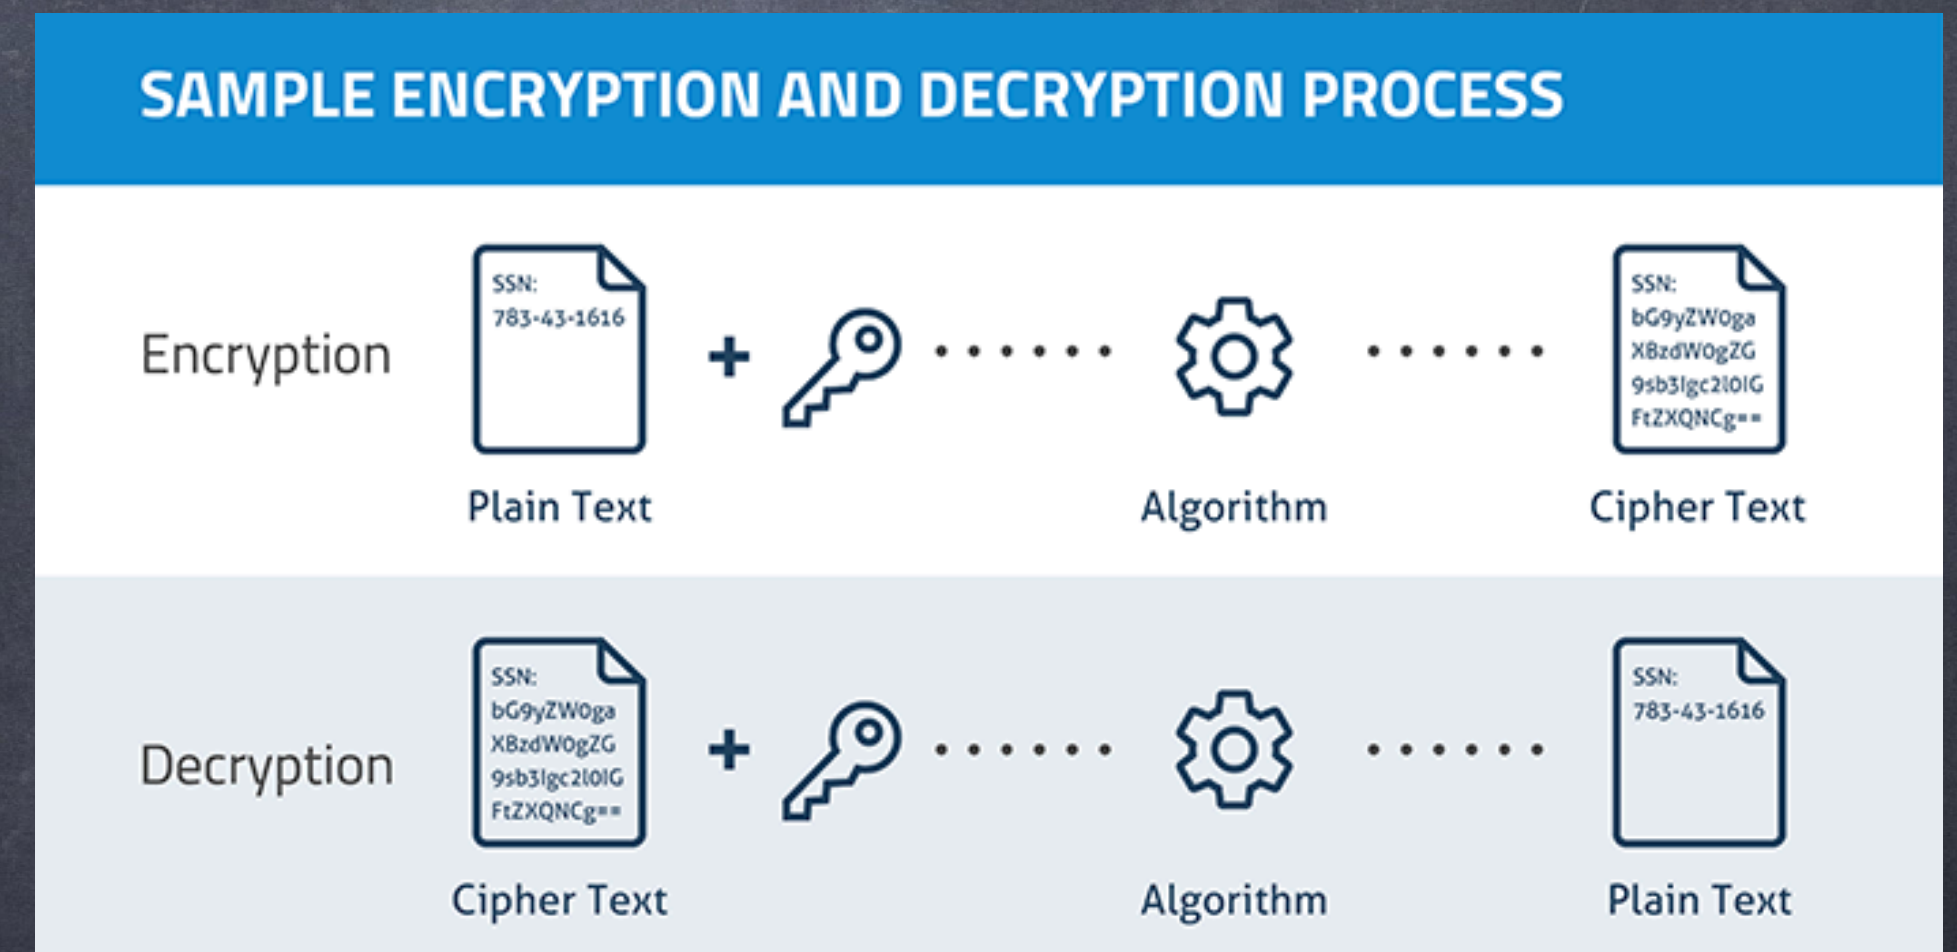 SAMPLE ENCRYPTION AND DECRYPTION PROCESS
Encryption
SSN:
783-43-1616
+
Plain Text
Algorithm
SSN:
bG9yZW0ga
XBzdW0gZG
9sb3Igc2l0IG
FtZXQNCg==
Cipher Text
Decryption
SSN:
bG9yZW0ga
XBzdW0gZG
9sb3Igc2l0IG
FtZXQNCg==
+
Cipher Text
Algorithm
SSN:
783-43-1616
Plain Text